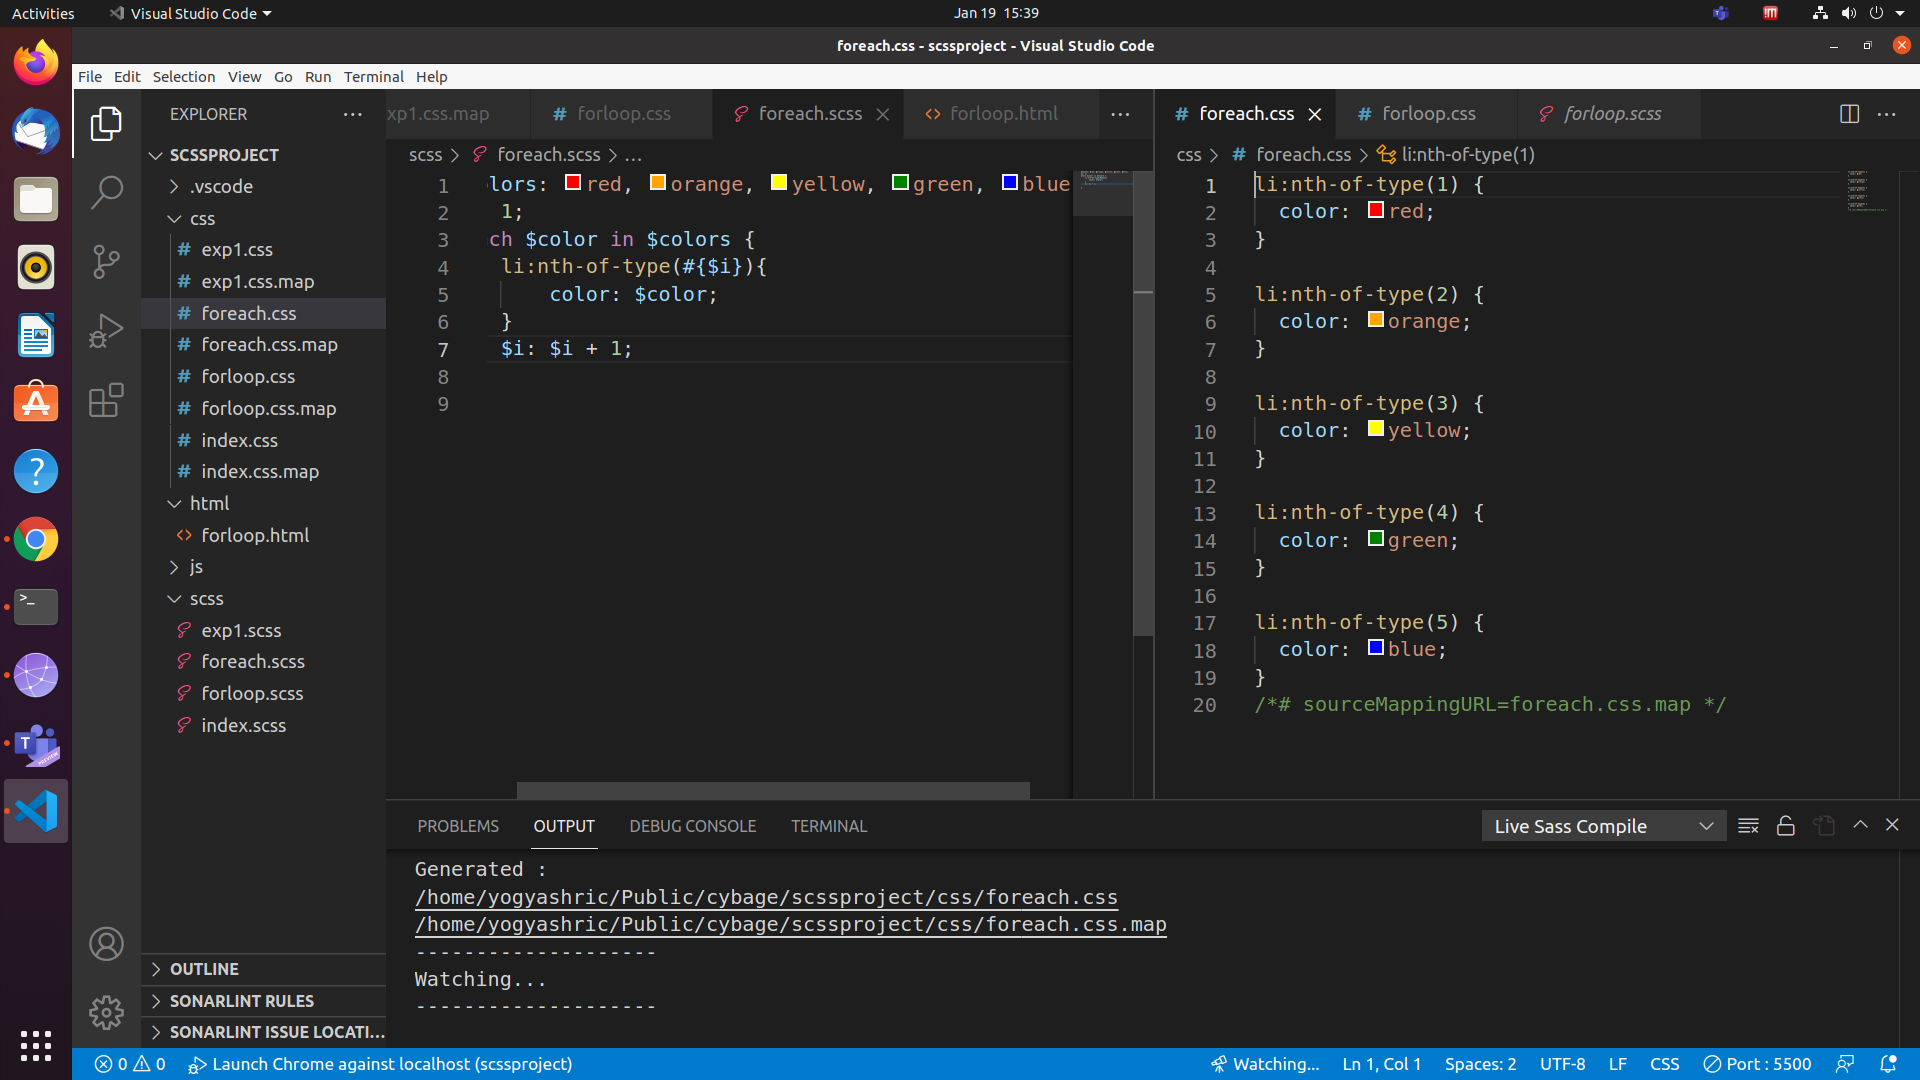 Activities
Visual Studio Code
Jan 19 15:39
foreach.css - scssproject - Visual Studio Code
File Edit Selection View Go Run Terminal Help
EXPLORER
SCSSPROJECT
.vscode
css
# exp1.css
# exp1.css.map
# foreach.css
# foreach.css.map
# forloop.css
# forloop.css.map
# index.css
# index.css.map
html
<> forloop.html
js
scss
exp1.scss
foreach.scss
forloop.scss
index.scss
OUTLINE
SONARLINT RULES
SONARLINT ISSUE LOCATI...
xp1.css.map # forloop.css foreach.scss <> forloop.html
scss > foreach.scss > ...
1 lors: red, orange, yellow, green, blue
2 1;
3 ch $color in $colors {
4 li:nth-of-type(#{$i}){
5 color: $color;
6 }
7 $i: $i + 1;
8
9
# foreach.css # forloop.css forloop.scss
css > # foreach.css > li:nth-of-type(1)
1 li:nth-of-type(1) {
2 color: red;
3 }
4
5 li:nth-of-type(2) {
6 color: orange;
7 }
8
9 li:nth-of-type(3) {
10 color: yellow;
11 }
12
13 li:nth-of-type(4) {
14 color: green;
15 }
16
17 li:nth-of-type(5) {
18 color: blue;
19 }
20 /*# sourceMappingURL=foreach.css.map */
PROBLEMS OUTPUT DEBUG CONSOLE TERMINAL
Live Sass Compile
Generated :
/home/yogyashric/Public/cybage/scssproject/css/foreach.css
/home/yogyashric/Public/cybage/scssproject/css/foreach.css.map
--------------------
Watching...
--------------------
0 0 Launch Chrome against localhost (scssproject)
Watching... Ln 1, Col 1 Spaces: 2 UTF-8 LF CSS Port : 5500